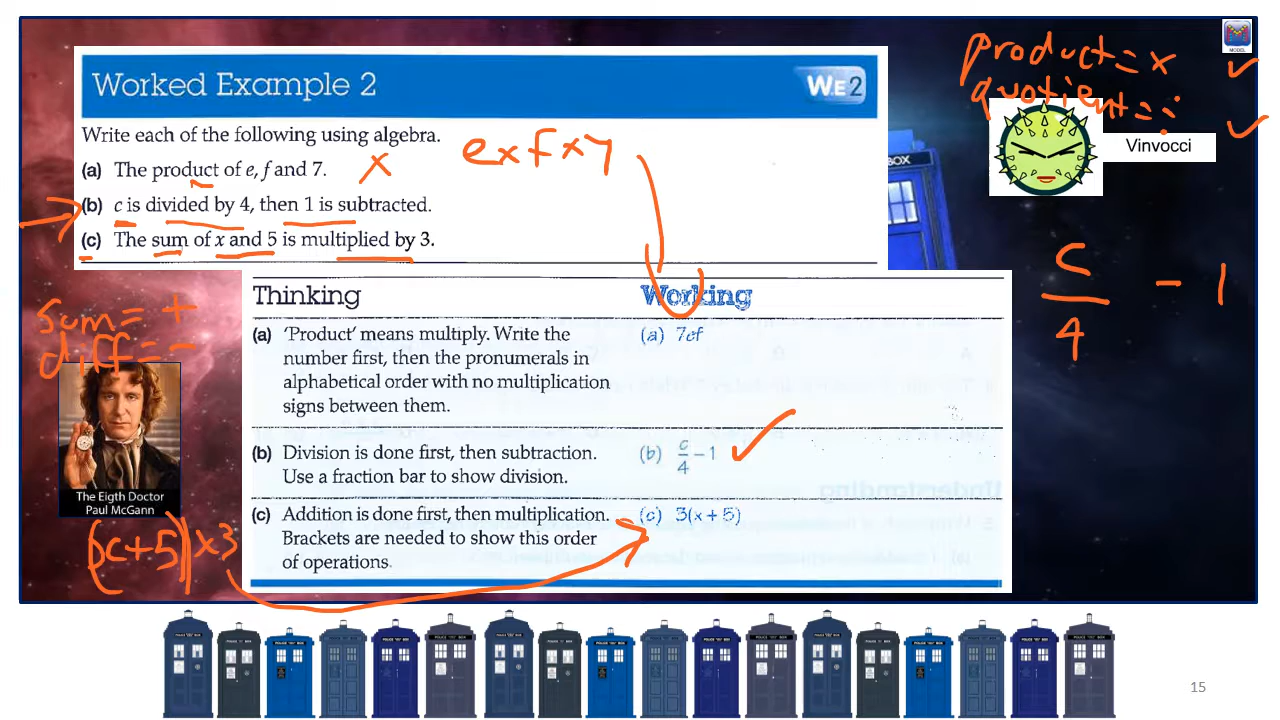 product = x
MODEL
quotient = ÷
Worked Example 2
W.E 2
Write each of the following using algebra.
(a) The product of e, f and 7.
x
e x f x 7
(b) c is divided by 4, then 1 is subtracted.
(c) The sum of x and 5 is multiplied by 3.
Vinvocci
BOX
c
4
- 1
sum = +
diff = -
Thinking
Working
(a) 'Product' means multiply. Write the
number first, then the pronumerals in
alphabetical order with no multiplication
signs between them.
(a) 7ef
(b) Division is done first, then subtraction.
Use a fraction bar to show division.
(b) c/4 - 1
(c) Addition is done first, then multiplication.
Brackets are needed to show this order
of operations.
(c) 3(x + 5)
The Eigth Doctor
Paul McGann
(x+5) x3
Understanding
15